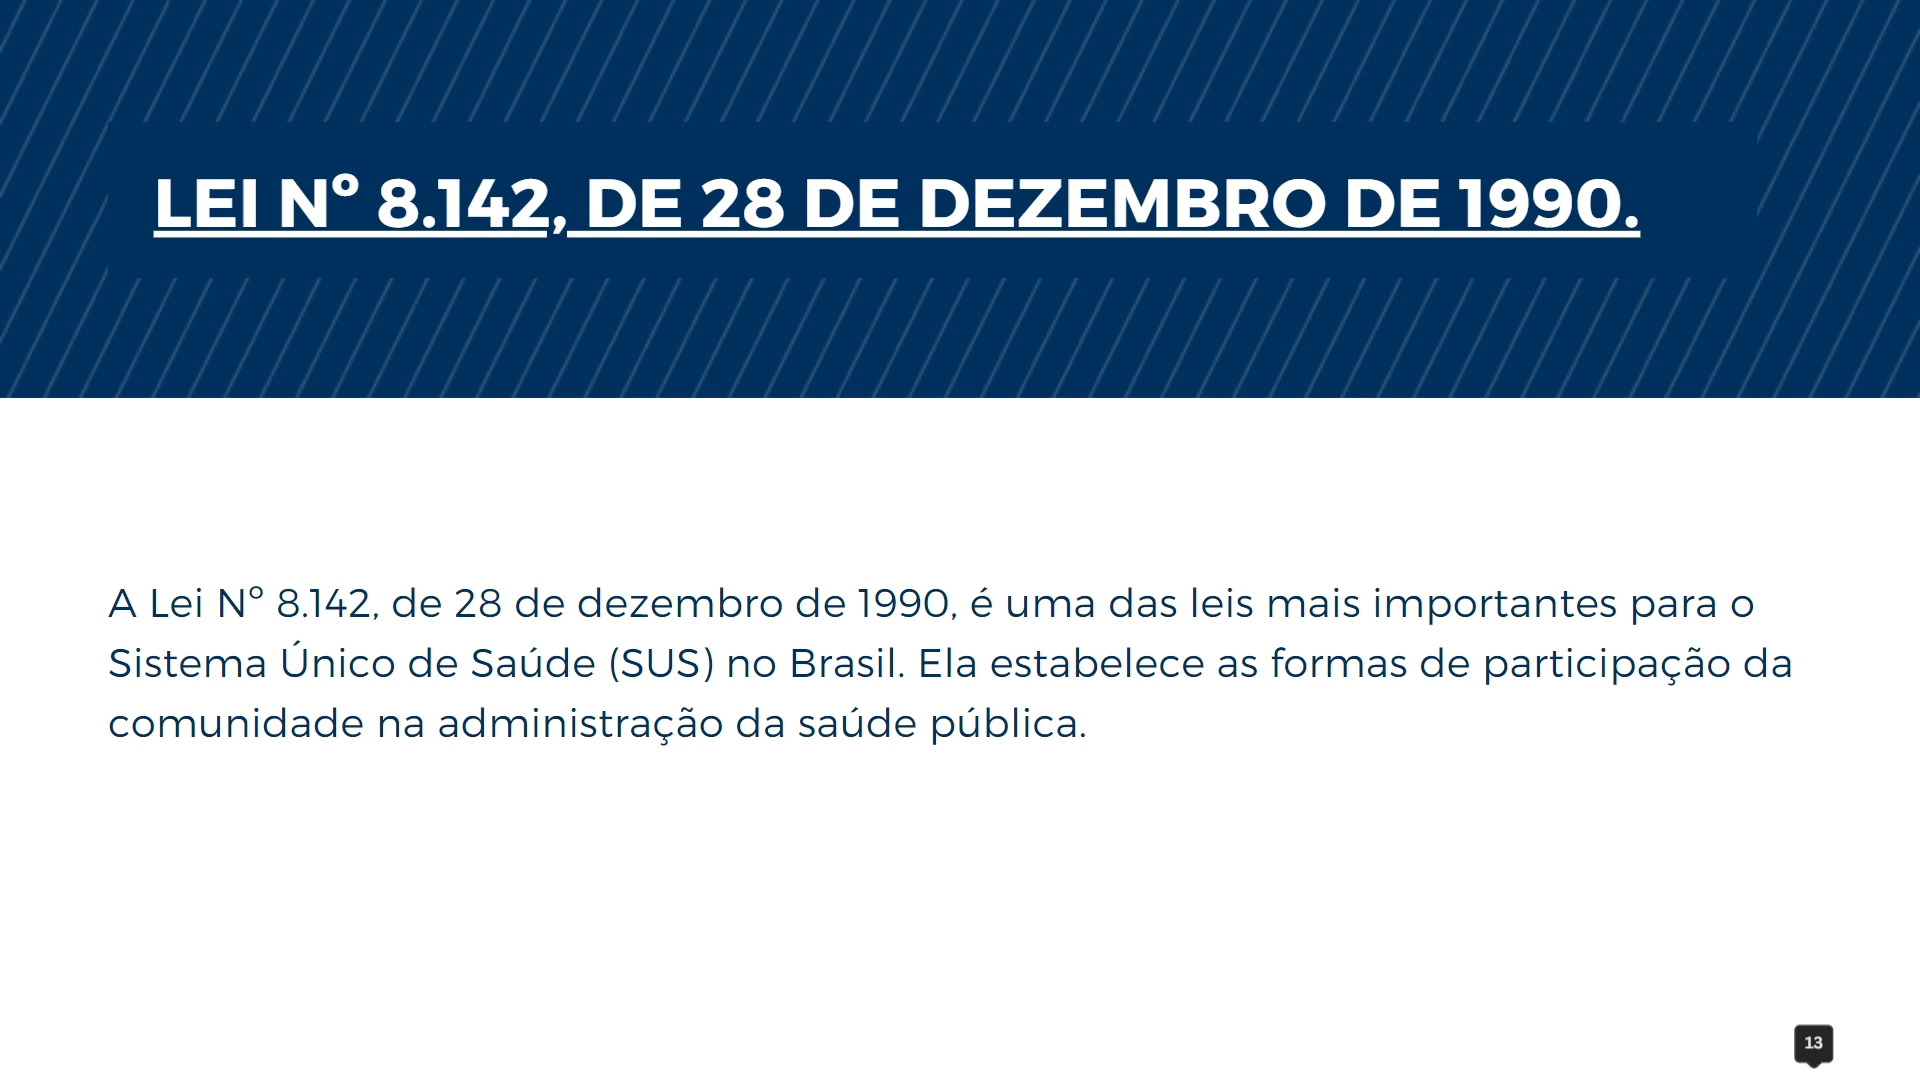 LEI Nº 8.142, DE 28 DE DEZEMBRO DE 1990.
A Lei Nº 8.142, de 28 de dezembro de 1990, é uma das leis mais importantes para o
Sistema Único de Saúde (SUS) no Brasil. Ela estabelece as formas de participação da
comunidade na administração da saúde pública.
13